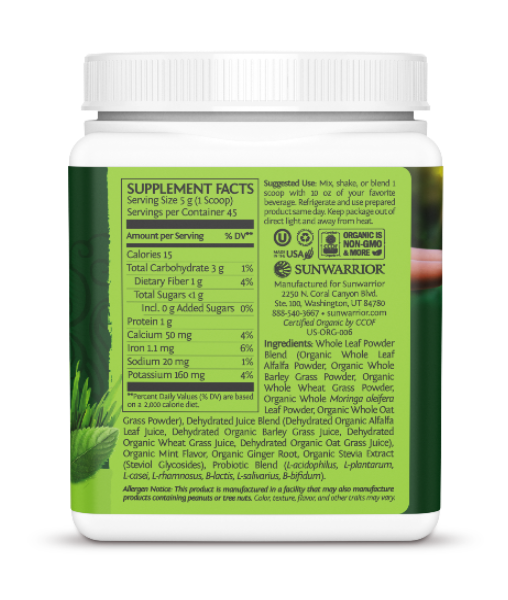 SUPPLEMENT FACTS
Serving Size 5 g (1 Scoop)
Servings per Container 45
Amount per Serving % DV**
Calories 15
Total Carbohydrate 3 g 1%
Dietary Fiber 1 g 4%
Total Sugars <1 g
Incl. 0 g Added Sugars 0%
Protein 1 g
Calcium 50 mg 4%
Iron 1.1 mg 6%
Sodium 20 mg 1%
Potassium 160 mg 4%
**Percent Daily Values (% DV) are based
on a 2,000 calorie diet.
Suggested Use: Mix, shake, or blend 1
scoop with 10 oz of your favorite
beverage. Refrigerate and use prepared
product same day. Keep package out of
direct light and away from heat.
U
MADE IN THE USA
ORGANIC IS
NON-GMO
& MORE
SUNWARRIOR
Manufactured for Sunwarrior
2250 N. Coral Canyon Blvd.
Ste. 100, Washington, UT 84780
888-540-3667 • sunwarrior.com
Certified Organic by CCOF
US-ORG-006
Ingredients: Whole Leaf Powder
Blend (Organic Whole Leaf
Alfalfa Powder, Organic Whole
Barley Grass Powder, Organic
Whole Wheat Grass Powder,
Organic Whole Moringa oleifera
Leaf Powder, Organic Whole Oat
Grass Powder), Dehydrated Juice Blend (Dehydrated Organic Alfalfa
Leaf Juice, Dehydrated Organic Barley Grass Juice, Dehydrated
Organic Wheat Grass Juice, Dehydrated Organic Oat Grass Juice),
Organic Mint Flavor, Organic Ginger Root, Organic Stevia Extract
(Steviol Glycosides), Probiotic Blend (L-acidophilus, L-plantarum,
L-casei, L-rhamnosus, B-lactis, L-salivarius, B-bifidum).
Allergen Notice: This product is manufactured in a facility that may also manufacture
products containing peanuts or tree nuts. Color, texture, flavor, and other traits may vary.